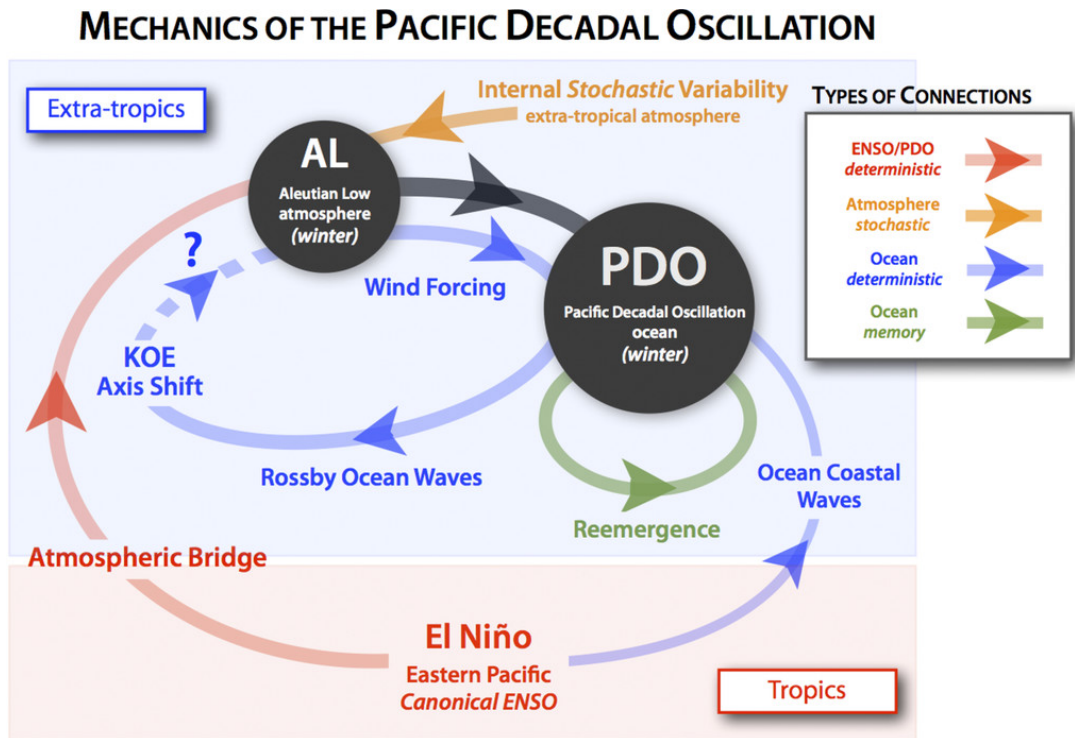 MECHANICS OF THE PACIFIC DECADAL OSCILLATION
Extra-tropics
Internal Stochastic Variability
extra-tropical atmosphere
TYPES OF CONNECTIONS
ENSO/PDO
deterministic
Atmosphere
stochastic
Ocean
deterministic
Ocean
memory
AL
Aleutian Low
atmosphere
(winter)
?
Wind Forcing
PDO
Pacific Decadal Oscillation
ocean
(winter)
KOE
Axis Shift
Rossby Ocean Waves
Ocean Coastal
Waves
Reemergence
Atmospheric Bridge
El Niño
Eastern Pacific
Canonical ENSO
Tropics